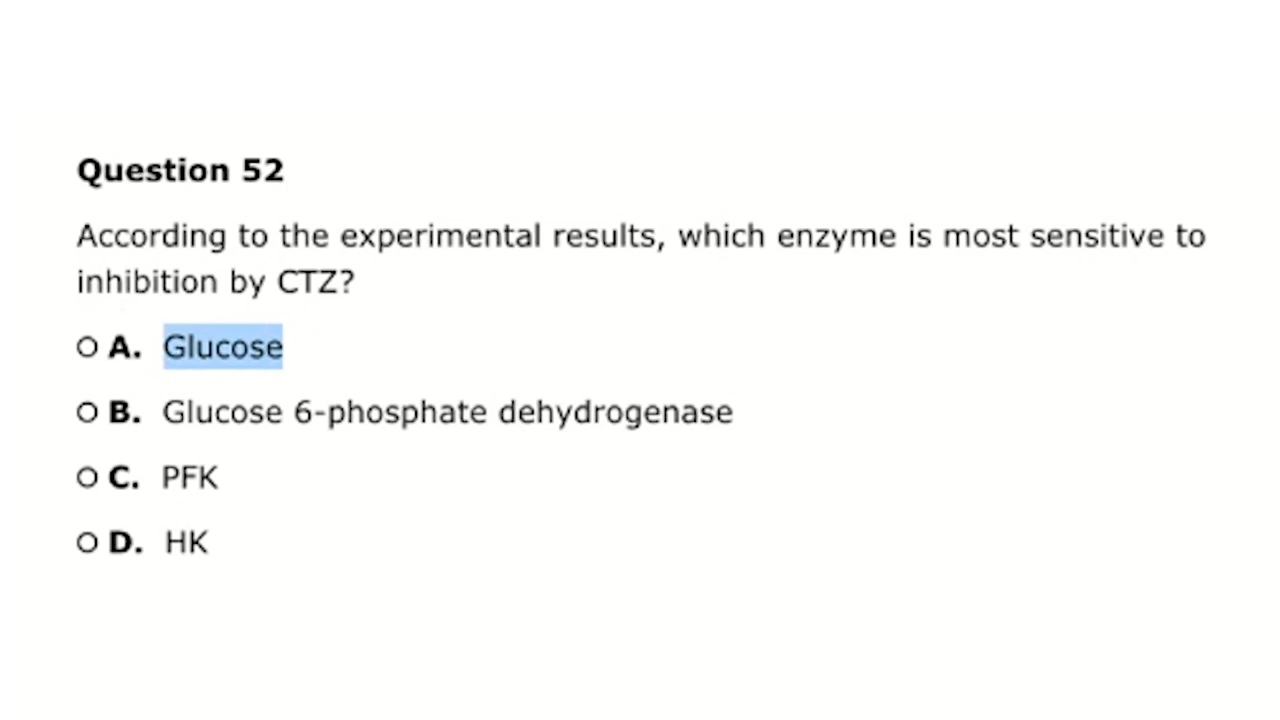 Question 52
According to the experimental results, which enzyme is most sensitive to
inhibition by CTZ?
A. Glucose
B. Glucose 6-phosphate dehydrogenase
C. PFK
D. HK